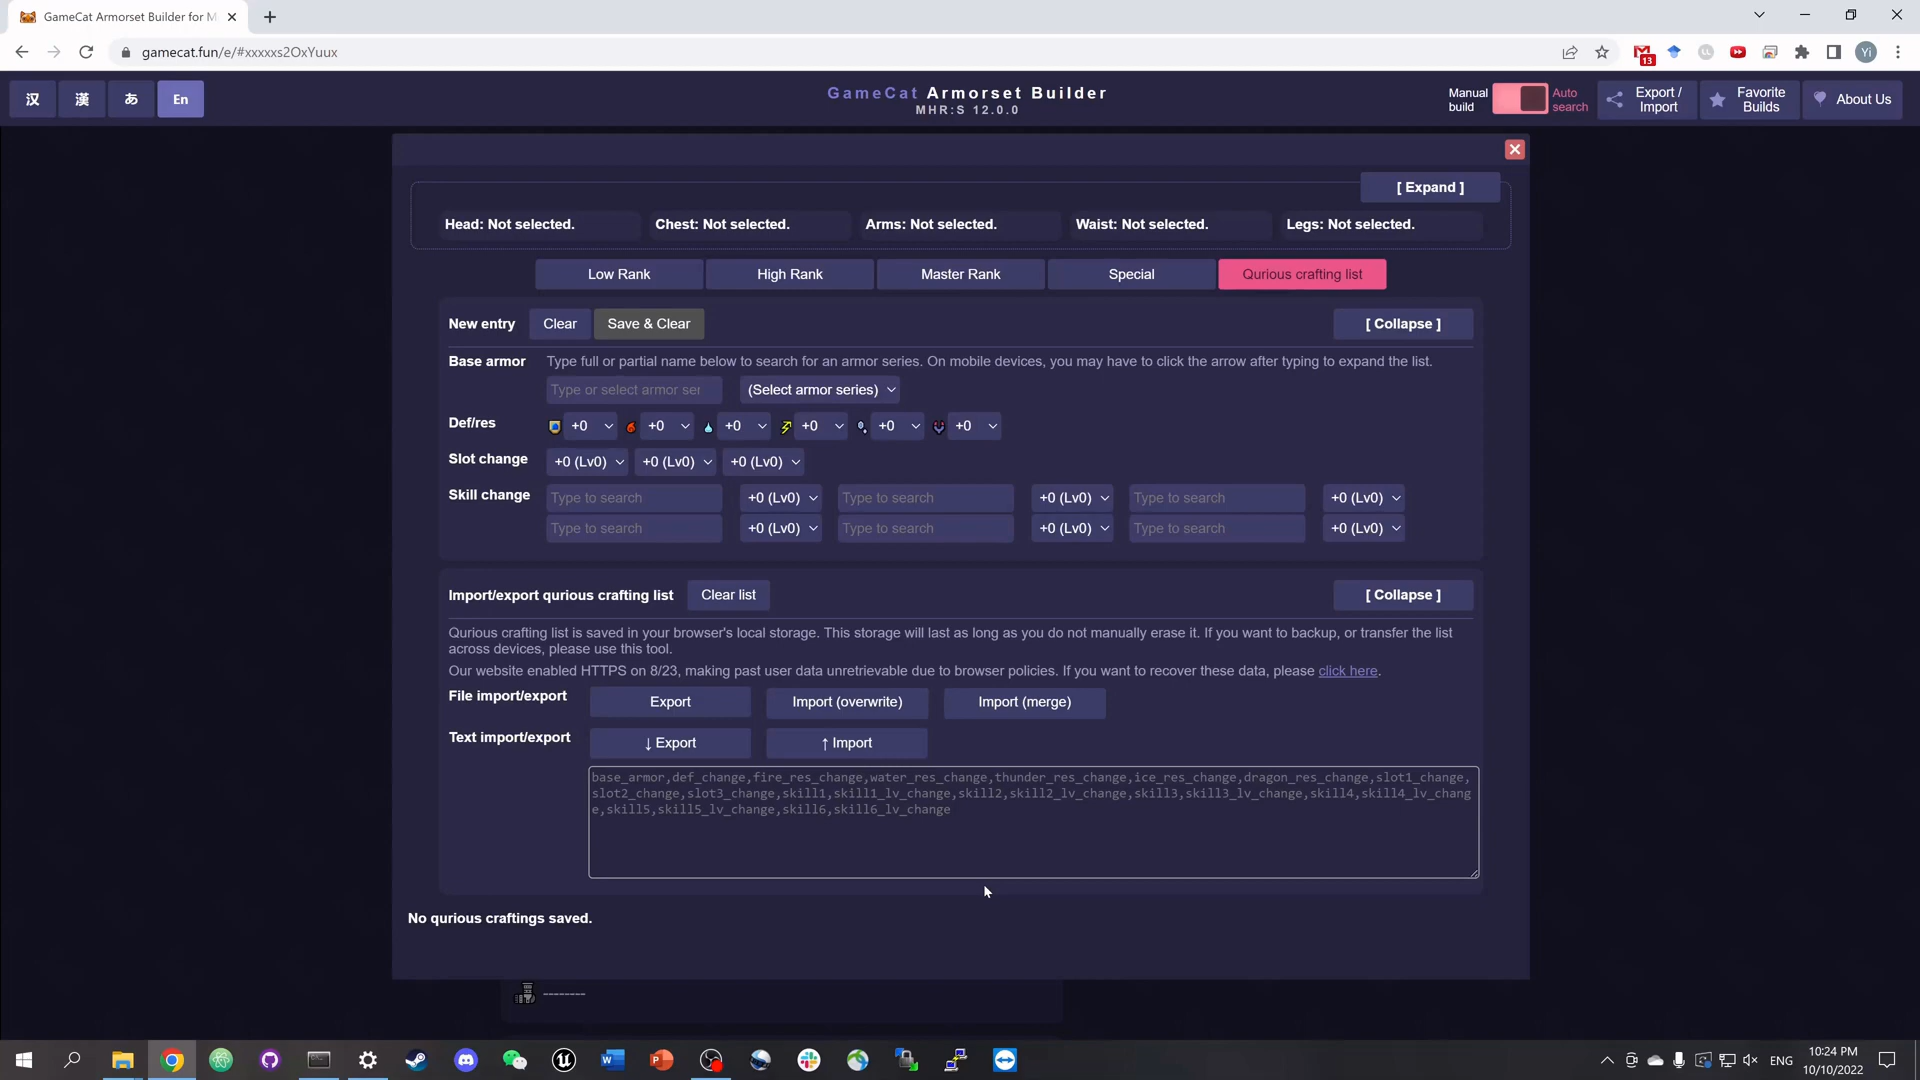 GameCat Armorset Builder for M
gamecat.fun/e/#xxxxxs2OxYuux
13
Yi
汉
漢
あ
En
GameCat Armorset Builder
MHR:S 12.0.0
Manual build
Auto search
Export / Import
Favorite Builds
About Us
[ Expand ]
Head: Not selected.
Chest: Not selected.
Arms: Not selected.
Waist: Not selected.
Legs: Not selected.
Low Rank
High Rank
Master Rank
Special
Qurious crafting list
New entry
Clear
Save & Clear
[ Collapse ]
Base armor
Type full or partial name below to search for an armor series. On mobile devices, you may have to click the arrow after typing to expand the list.
Type or select armor ser
(Select armor series)
Def/res
+0
+0
+0
+0
+0
+0
Slot change
+0 (Lv0)
+0 (Lv0)
+0 (Lv0)
Skill change
Type to search
+0 (Lv0)
Type to search
+0 (Lv0)
Type to search
+0 (Lv0)
Type to search
+0 (Lv0)
Type to search
+0 (Lv0)
Type to search
+0 (Lv0)
Import/export qurious crafting list
Clear list
[ Collapse ]
Qurious crafting list is saved in your browser's local storage. This storage will last as long as you do not manually erase it. If you want to backup, or transfer the list
across devices, please use this tool.
Our website enabled HTTPS on 8/23, making past user data unretrievable due to browser policies. If you want to recover these data, please click here.
File import/export
Export
Import (overwrite)
Import (merge)
Text import/export
↓ Export
↑ Import
base_armor,def_change,fire_res_change,water_res_change,thunder_res_change,ice_res_change,dragon_res_change,slot1_change,
slot2_change,slot3_change,skill1,skill1_lv_change,skill2,skill2_lv_change,skill3,skill3_lv_change,skill4,skill4_lv_chang
e,skill5,skill5_lv_change,skill6,skill6_lv_change
No qurious craftings saved.
--------
ENG
10:24 PM
10/10/2022